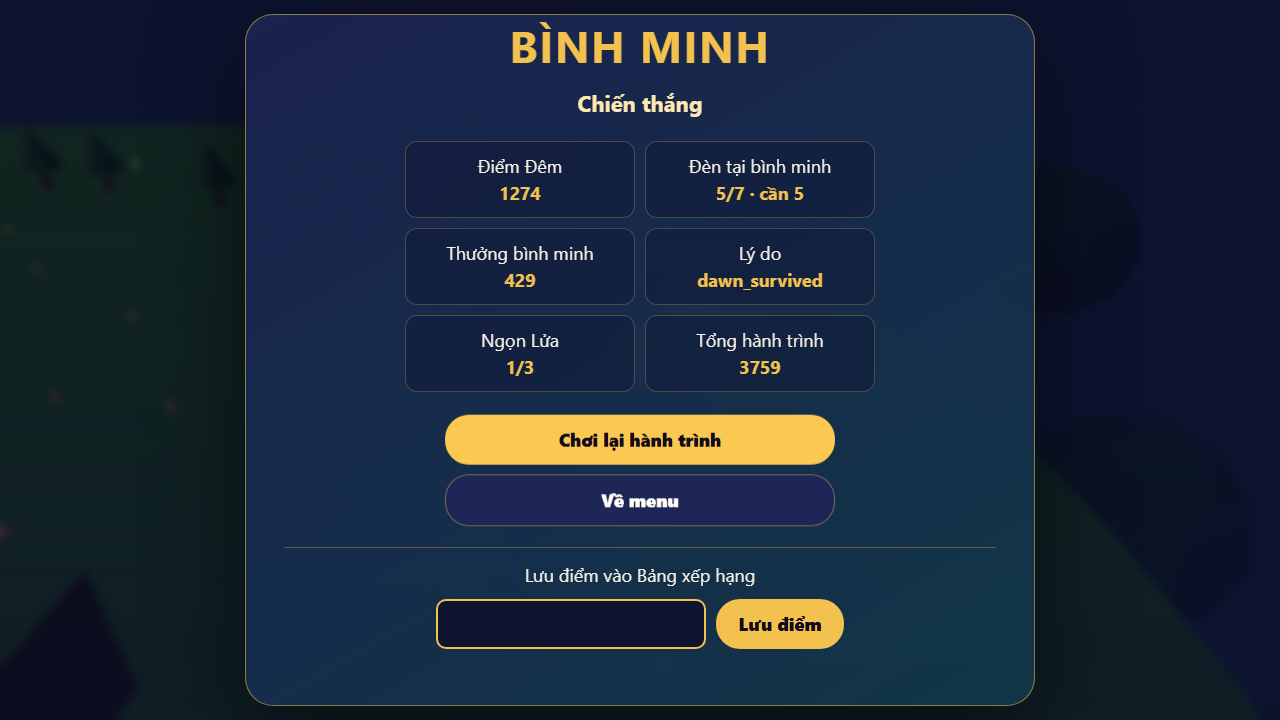 BÌNH MINH
Chiến thắng
Điểm Đêm
1274
Đèn tại bình minh
5/7 · cần 5
Thưởng bình minh
429
Lý do
dawn_survived
Ngọn Lửa
1/3
Tổng hành trình
3759
Chơi lại hành trình
Về menu
Lưu điểm vào Bảng xếp hạng
Lưu điểm